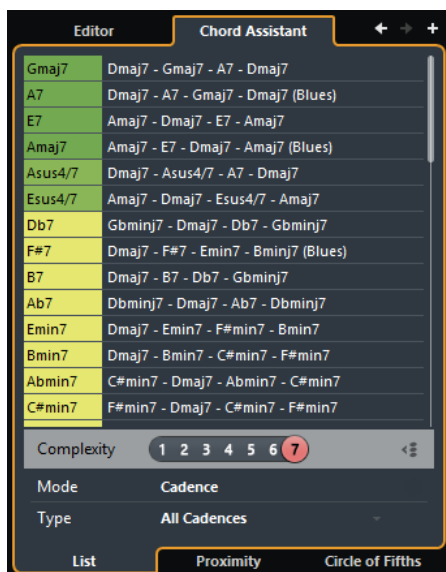 Editor Chord Assistant +
Gmaj7 Dmaj7 - Gmaj7 - A7 - Dmaj7
A7 Dmaj7 - A7 - Gmaj7 - Dmaj7 (Blues)
E7 Amaj7 - Dmaj7 - E7 - Amaj7
Amaj7 Amaj7 - E7 - Dmaj7 - Amaj7 (Blues)
Asus4/7 Dmaj7 - Asus4/7 - A7 - Dmaj7
Esus4/7 Amaj7 - Dmaj7 - Esus4/7 - Amaj7
Db7 Gbminj7 - Dmaj7 - Db7 - Gbminj7
F#7 Dmaj7 - F#7 - Emin7 - Bminj7 (Blues)
B7 Dmaj7 - B7 - Db7 - Gbminj7
Ab7 Dbminj7 - Dmaj7 - Ab7 - Dbminj7
Emin7 Dmaj7 - Emin7 - F#min7 - Bmin7
Bmin7 Dmaj7 - Bmin7 - C#min7 - F#min7
Abmin7 C#min7 - Dmaj7 - Abmin7 - C#min7
C#min7 F#min7 - Dmaj7 - C#min7 - F#min7
Complexity 1 2 3 4 5 6 7
Mode Cadence
Type All Cadences
List Proximity Circle of Fifths